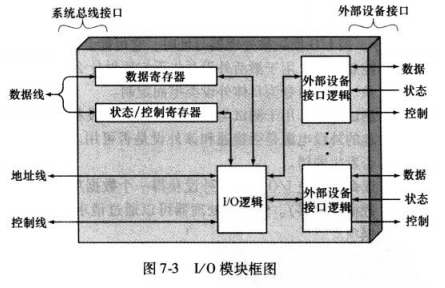 系统总线接口
外部设备接口
数据线
数据寄存器
状态/控制寄存器
地址线
控制线
I/O逻辑
外部设备
接口逻辑
数据
状态
控制
外部设备
接口逻辑
数据
状态
控制
图 7-3 I/O 模块框图